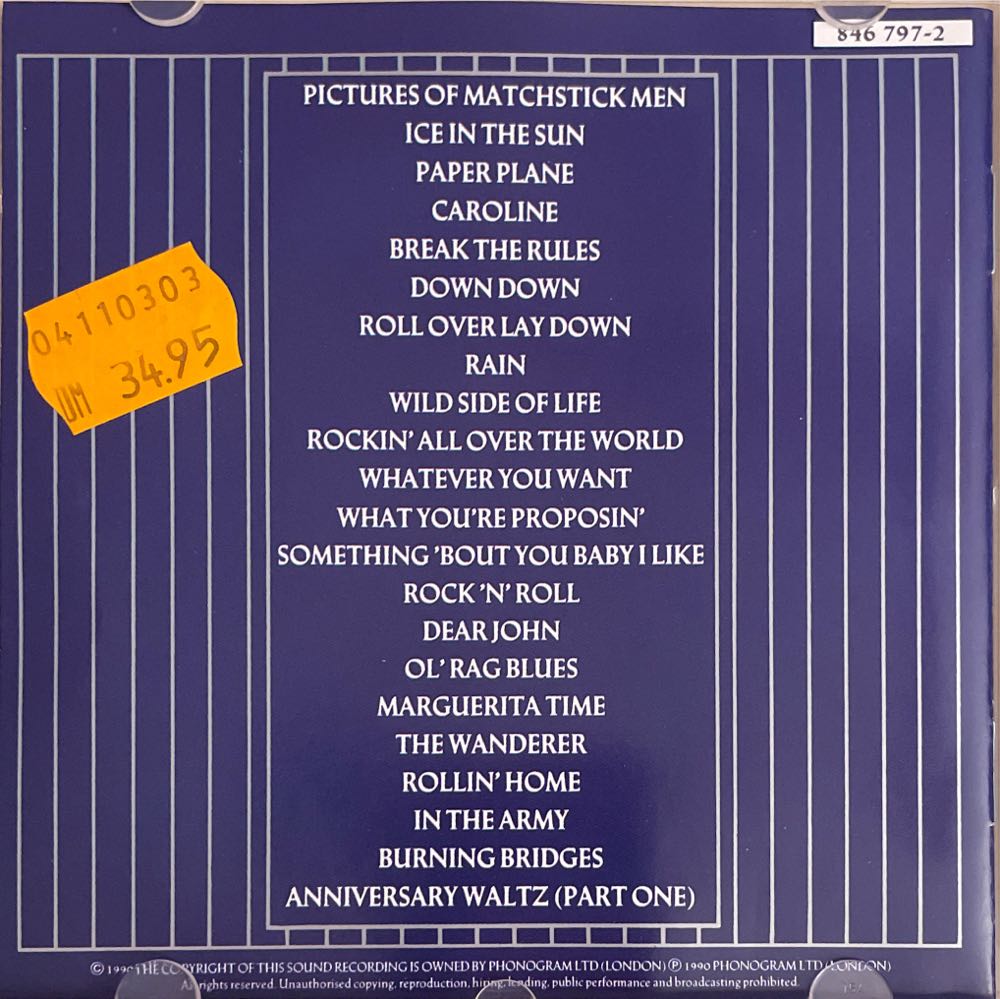 846 797-2
PICTURES OF MATCHSTICK MEN
ICE IN THE SUN
PAPER PLANE
CAROLINE
BREAK THE RULES
DOWN DOWN
04110303
34.95
ROLL OVER LAY DOWN
RAIN
WILD SIDE OF LIFE
ROCKIN' ALL OVER THE WORLD
WHATEVER YOU WANT
WHAT YOU'RE PROPOSIN'
SOMETHING 'BOUT YOU BABY I LIKE
ROCK 'N' ROLL
DEAR JOHN
OL' RAG BLUES
MARGUERITA TIME
THE WANDERER
ROLLIN' HOME
IN THE ARMY
BURNING BRIDGES
ANNIVERSARY WALTZ (PART ONE)
© 1990 THE COPYRIGHT OF THIS SOUND RECORDING IS OWNED BY PHONOGRAM LTD (LONDON) ℗ 1990 PHONOGRAM LTD (LONDON)
All rights reserved. Unauthorised copying, reproduction, hiring, lending, public performance and broadcasting prohibited.